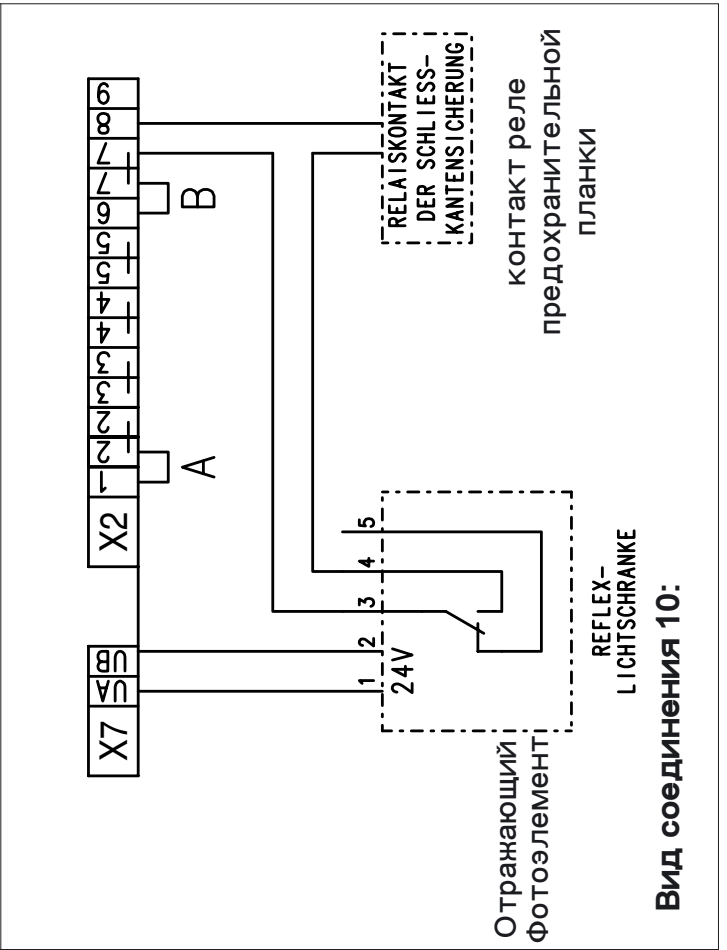 Вид соединения 10:
X7
UA
UB
X2
1
2
2
3
3
4
4
5
5
6
7
7
8
9
A
B
1
2
3
4
5
24V
Отражающий
Фотоэлемент
REFLEX-
LICHTSCHRANKE
RELAISKONTAKT
DER SCHLIESS-
KANTENSICHERUNG
контакт реле
предохранительной
планки